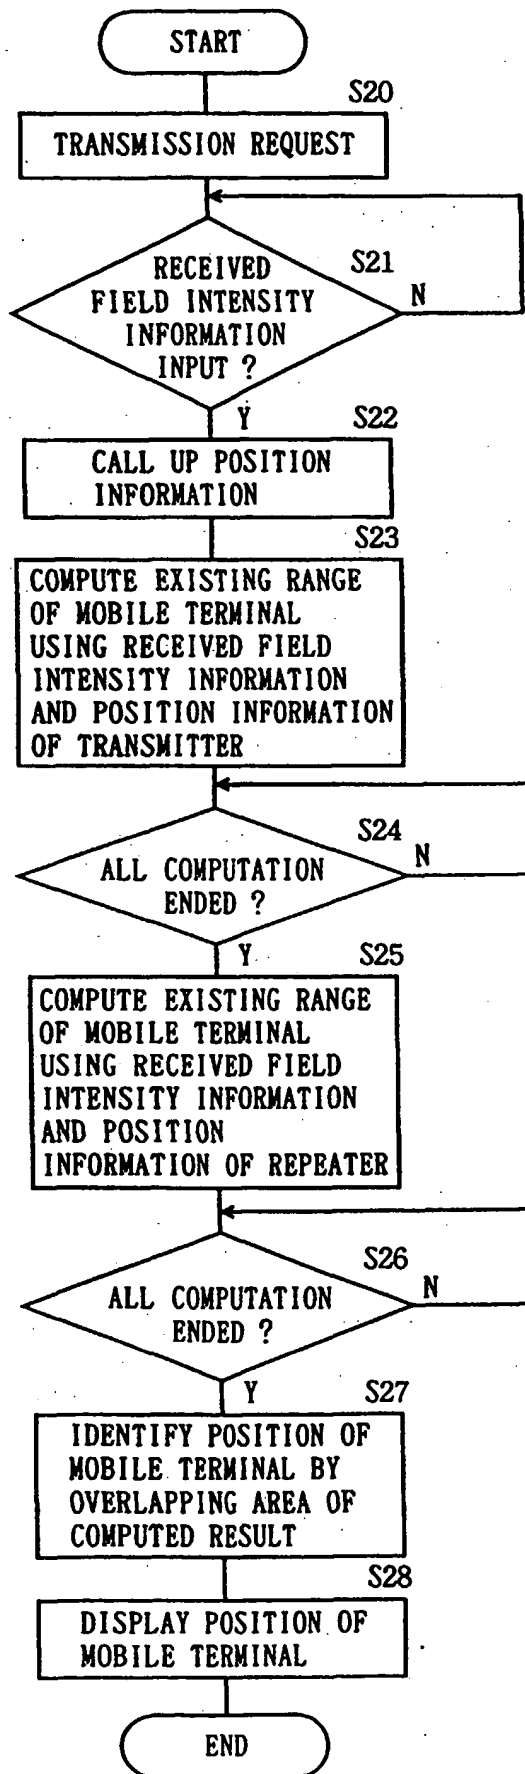 START
S20
TRANSMISSION REQUEST
S21
RECEIVED
FIELD INTENSITY
INFORMATION
INPUT ?
N
Y
S22
CALL UP POSITION
INFORMATION
S23
COMPUTE EXISTING RANGE
OF MOBILE TERMINAL
USING RECEIVED FIELD
INTENSITY INFORMATION
AND POSITION INFORMATION
OF TRANSMITTER
S24
ALL COMPUTATION
ENDED ?
N
Y
S25
COMPUTE EXISTING RANGE
OF MOBILE TERMINAL
USING RECEIVED FIELD
INTENSITY INFORMATION
AND POSITION
INFORMATION OF REPEATER
S26
ALL COMPUTATION
ENDED ?
N
Y
S27
IDENTIFY POSITION OF
MOBILE TERMINAL BY
OVERLAPPING AREA OF
COMPUTED RESULT
S28
DISPLAY POSITION OF
MOBILE TERMINAL
END